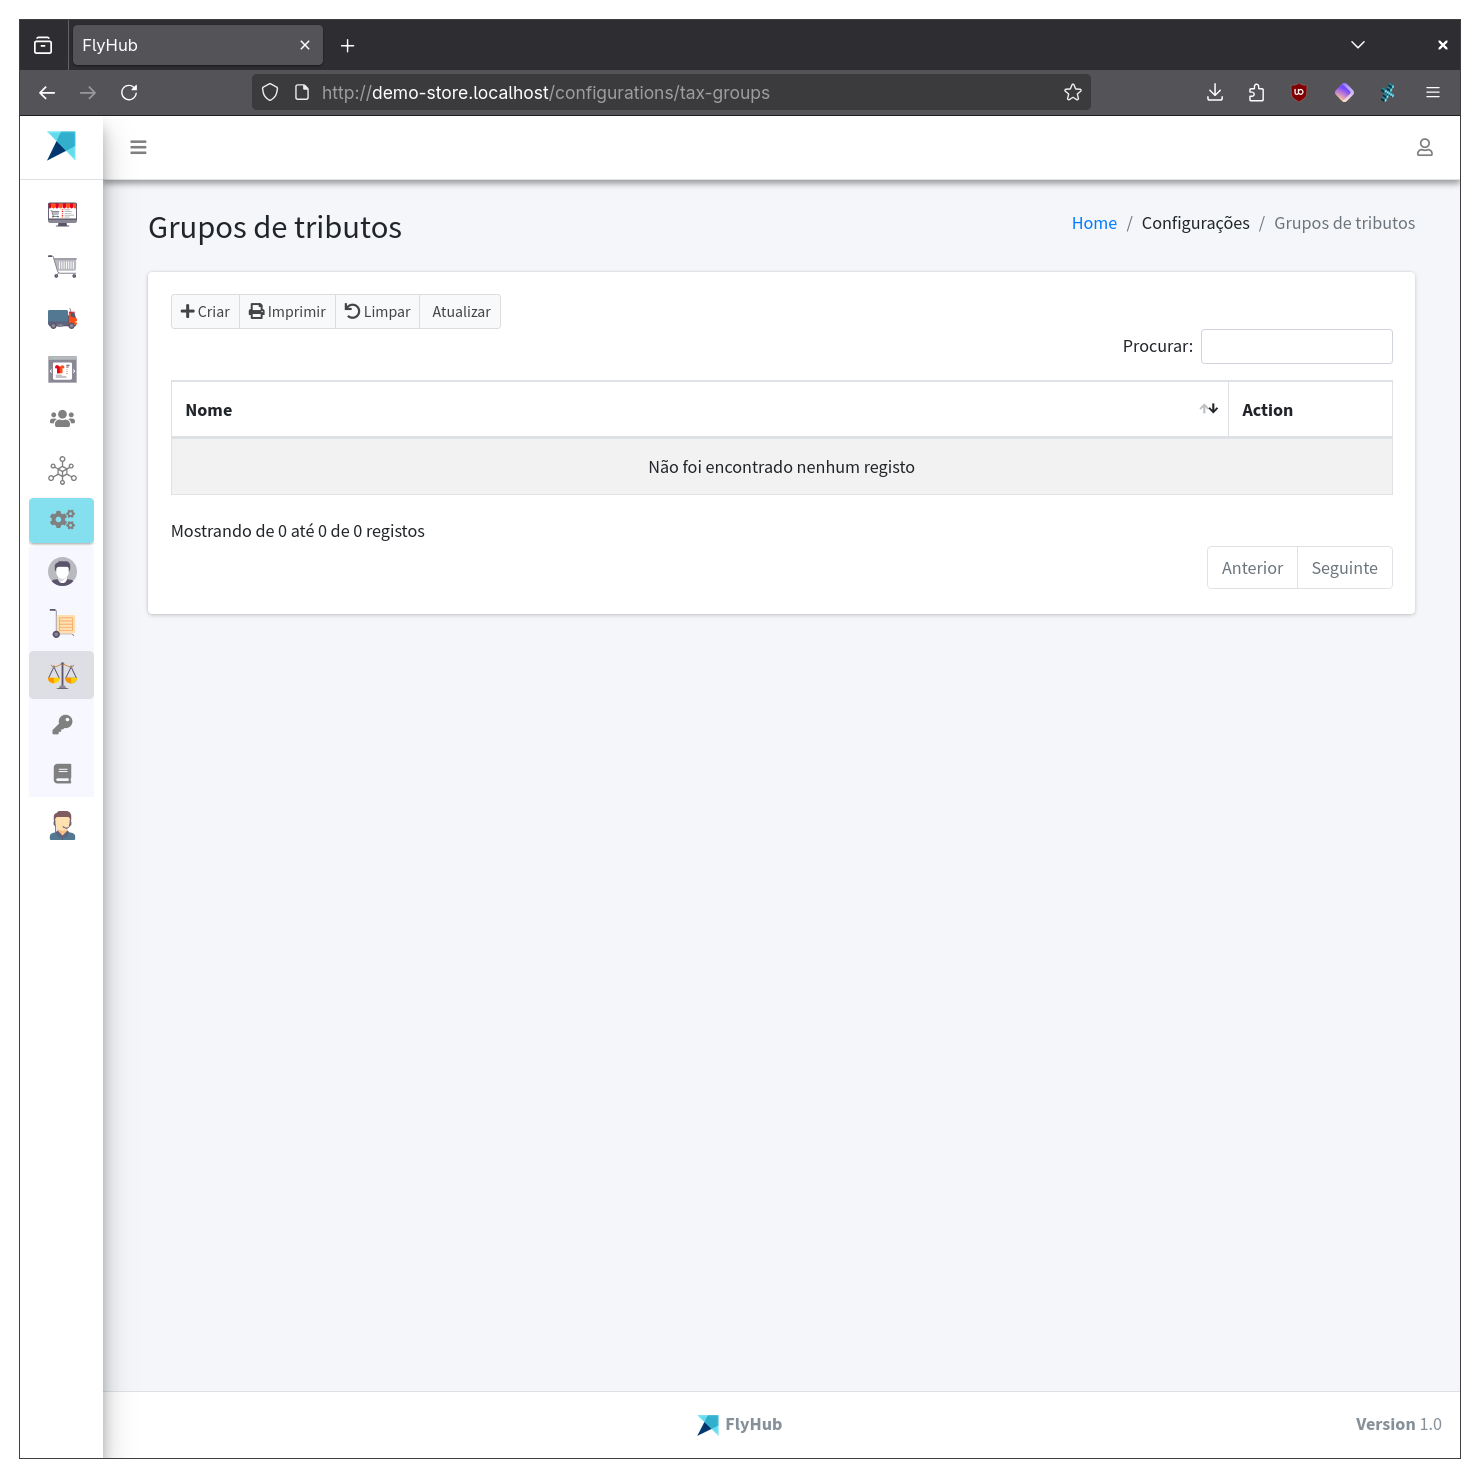 FlyHub
http://demo-store.localhost/configurations/tax-groups
Grupos de tributos
Home / Configurações / Grupos de tributos
Criar Imprimir Limpar Atualizar
Procurar:
Nome Action
Não foi encontrado nenhum registo
Mostrando de 0 até 0 de 0 registos
Anterior Seguinte
FlyHub
Version 1.0